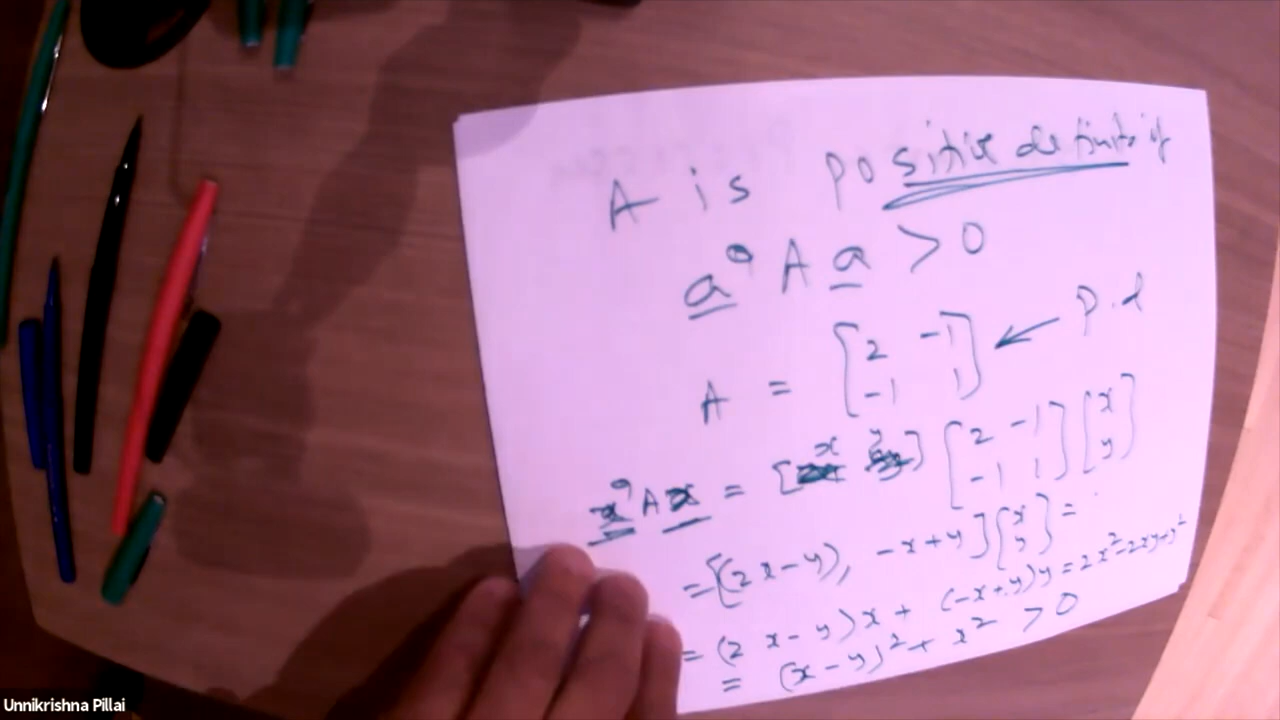 A is positive definite if
a* A a > 0
A = [2 -1; -1 1] ← p.d
x* A x = [x y] [2 -1; -1 1] [x; y]
= [(2x-y), -x+y] [x; y] =
= (2x-y)x + (-x+y)y = 2x²-2xy+y²
= (x-y)² + x² > 0
Unnikrishna Pillai